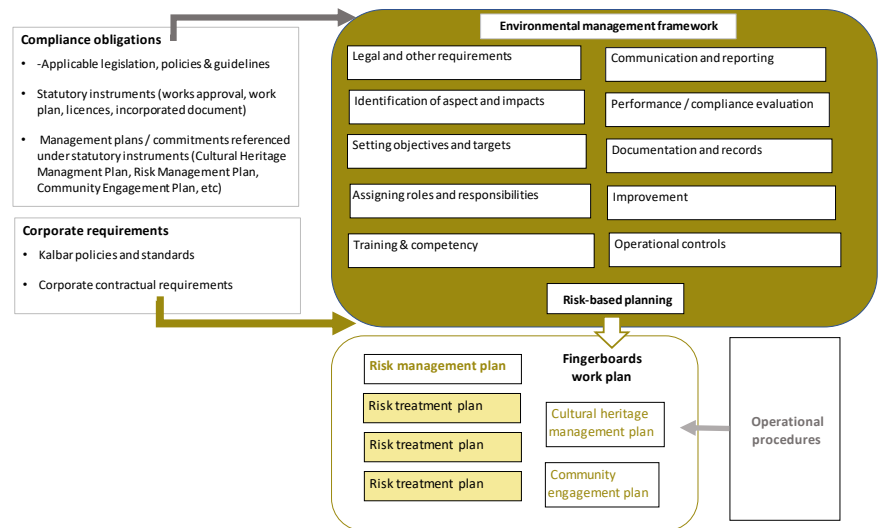 Compliance obligations
• -Applicable legislation, policies & guidelines
• Statutory instruments (works approval, work
plan, licences, incorporated document)
• Management plans / commitments referenced
under statutory instruments (Cultural Heritage
Managment Plan, Risk Management Plan,
Community Engagement Plan, etc)
Corporate requirements
• Kalbar policies and standards
• Corporate contractual requirements
Environmental management framework
Legal and other requirements
Identification of aspect and impacts
Setting objectives and targets
Assigning roles and responsibilities
Training & competency
Communication and reporting
Performance / compliance evaluation
Documentation and records
Improvement
Operational controls
Risk-based planning
Risk management plan
Risk treatment plan
Risk treatment plan
Risk treatment plan
Fingerboards
work plan
Cultural heritage
management plan
Community
engagement plan
Operational
procedures